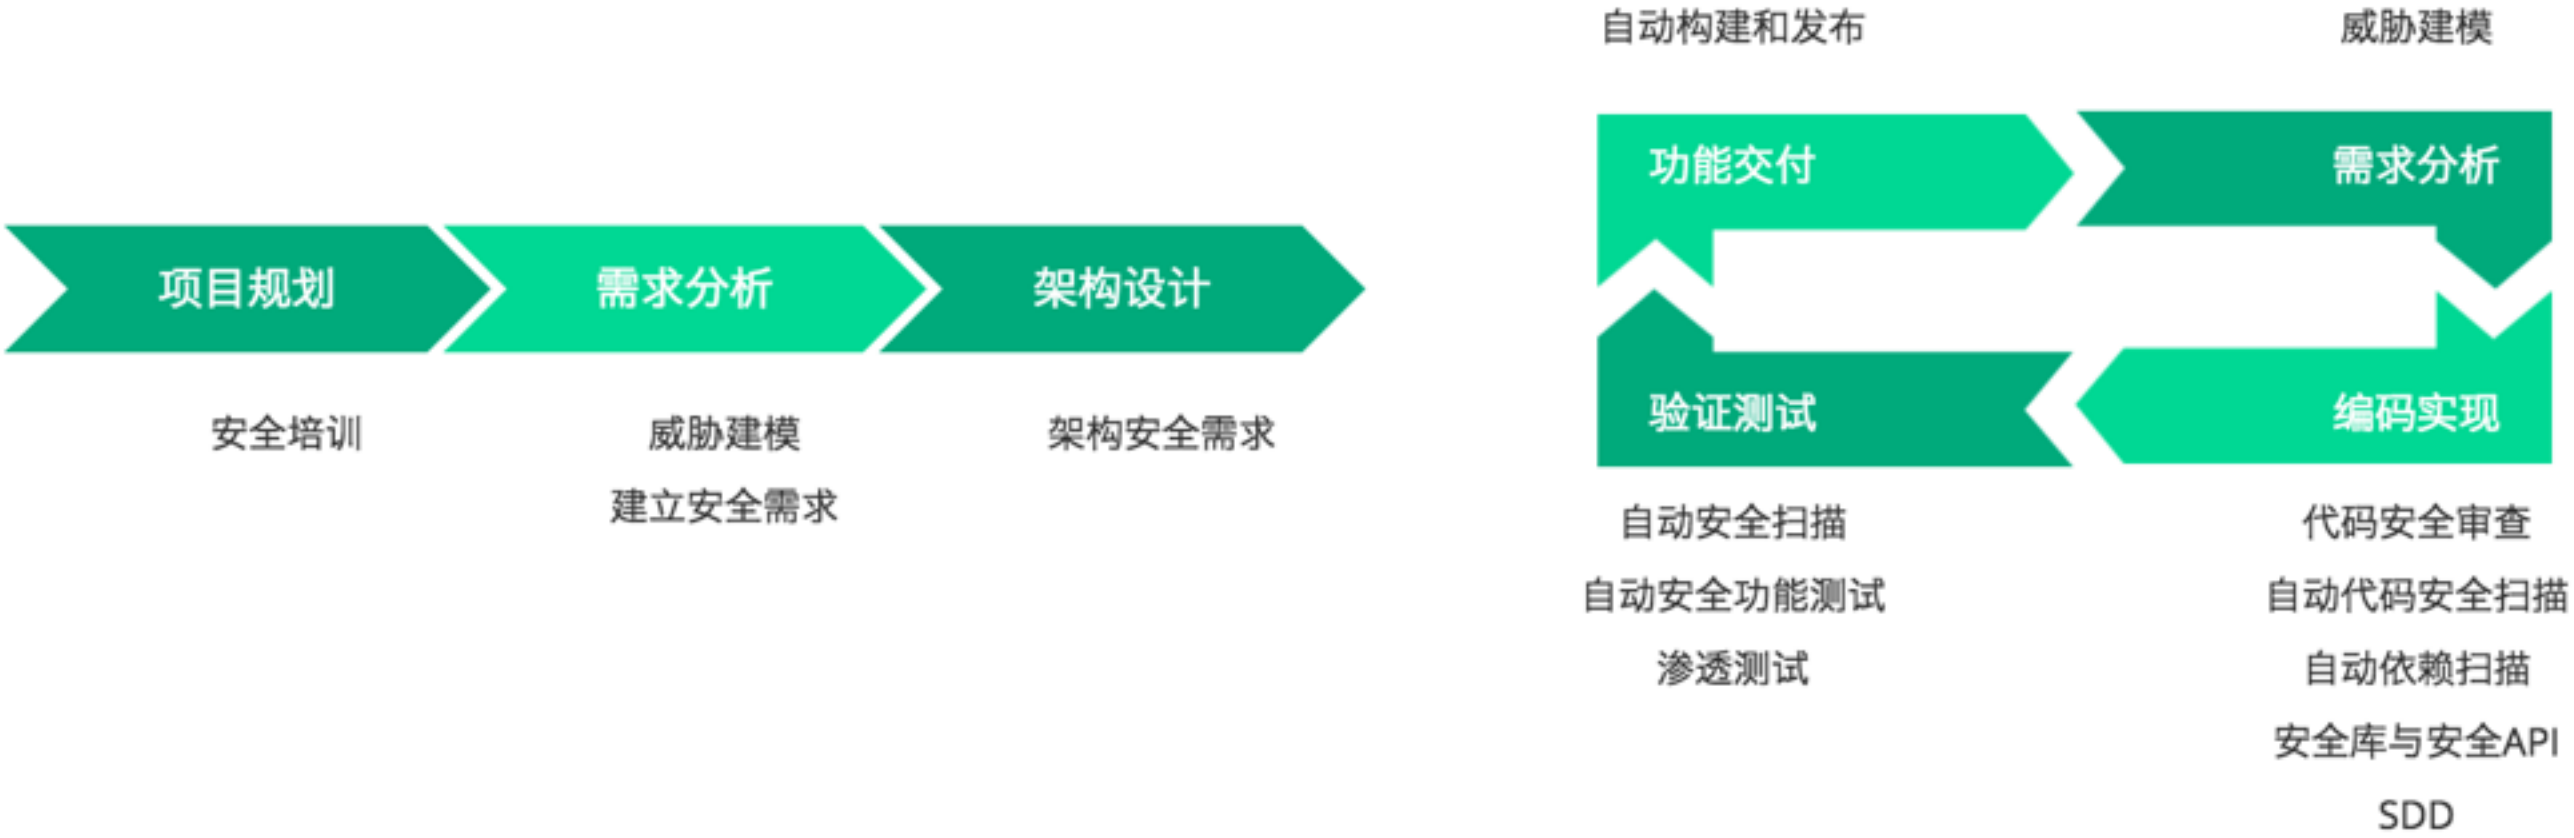 项目规划
安全培训
需求分析
威胁建模
建立安全需求
架构设计
架构安全需求
自动构建和发布
功能交付
威胁建模
需求分析
编码实现
代码安全审查
自动代码安全扫描
自动依赖扫描
安全库与安全API
SDD
验证测试
自动安全扫描
自动安全功能测试
渗透测试